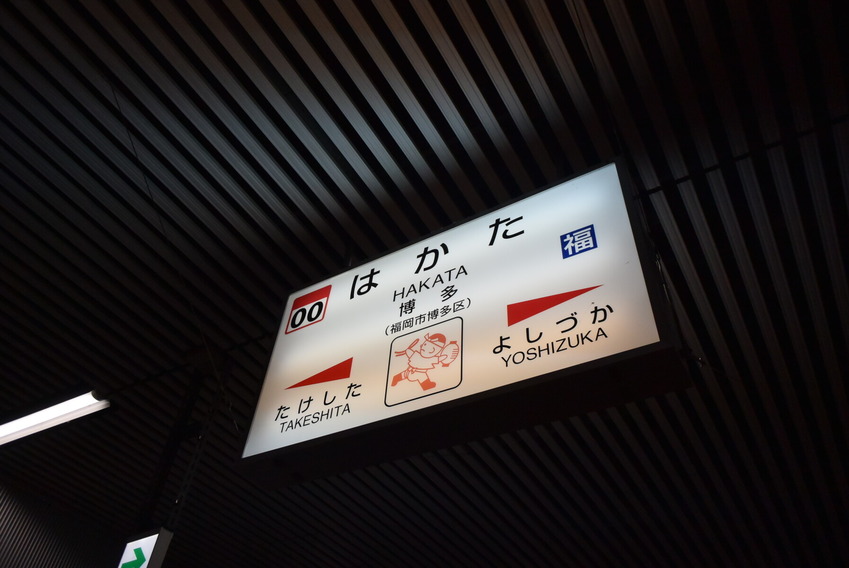 00
はかた
福
HAKATA
博多
(福岡市博多区)
たけした
TAKESHITA
よしづか
YOSHIZUKA